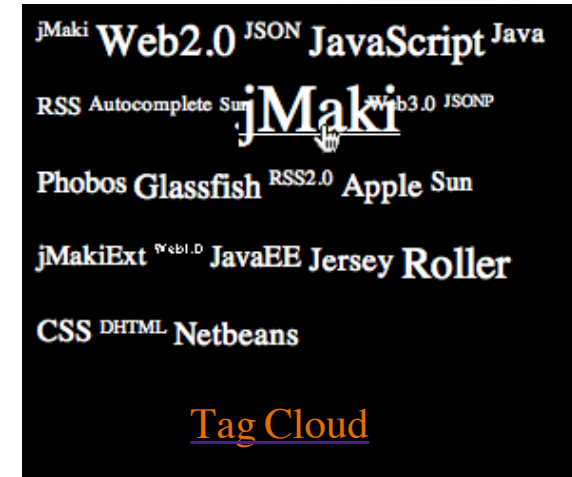 jMaki Web2.0 JSON JavaScript Java
RSS Autocomplete Sun jMaki Web3.0 JSONP
Phobos Glassfish RSS2.0 Apple Sun
jMakiExt Web1.0 JavaEE Jersey Roller
CSS DHTML Netbeans
Tag Cloud